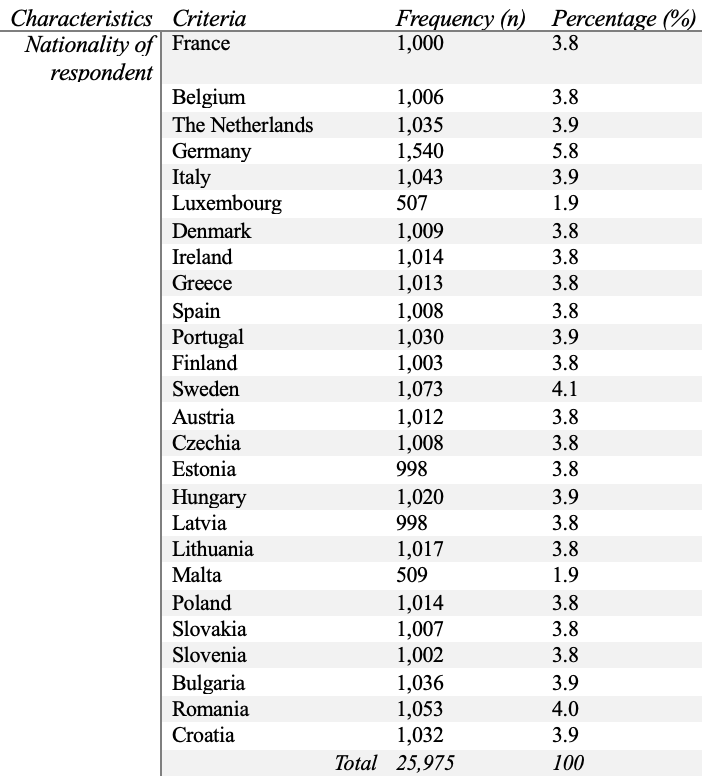 Characteristics Criteria Frequency (n) Percentage (%)
Nationality of France 1,000 3.8
respondent
Belgium 1,006 3.8
The Netherlands 1,035 3.9
Germany 1,540 5.8
Italy 1,043 3.9
Luxembourg 507 1.9
Denmark 1,009 3.8
Ireland 1,014 3.8
Greece 1,013 3.8
Spain 1,008 3.8
Portugal 1,030 3.9
Finland 1,003 3.8
Sweden 1,073 4.1
Austria 1,012 3.8
Czechia 1,008 3.8
Estonia 998 3.8
Hungary 1,020 3.9
Latvia 998 3.8
Lithuania 1,017 3.8
Malta 509 1.9
Poland 1,014 3.8
Slovakia 1,007 3.8
Slovenia 1,002 3.8
Bulgaria 1,036 3.9
Romania 1,053 4.0
Croatia 1,032 3.9
Total 25,975 100